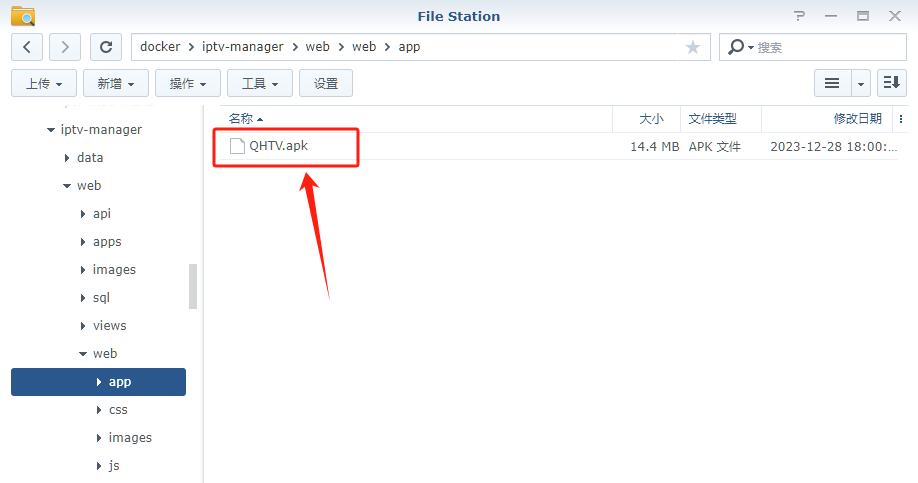 File Station
docker > iptv-manager > web > web > app
搜索
上传 新增 操作 工具 设置
名称 大小 文件类型 修改日期
QHTV.apk 14.4 MB APK 文件 2023-12-28 18:00:...
iptv-manager
data
web
api
apps
images
sql
views
web
app
css
images
js